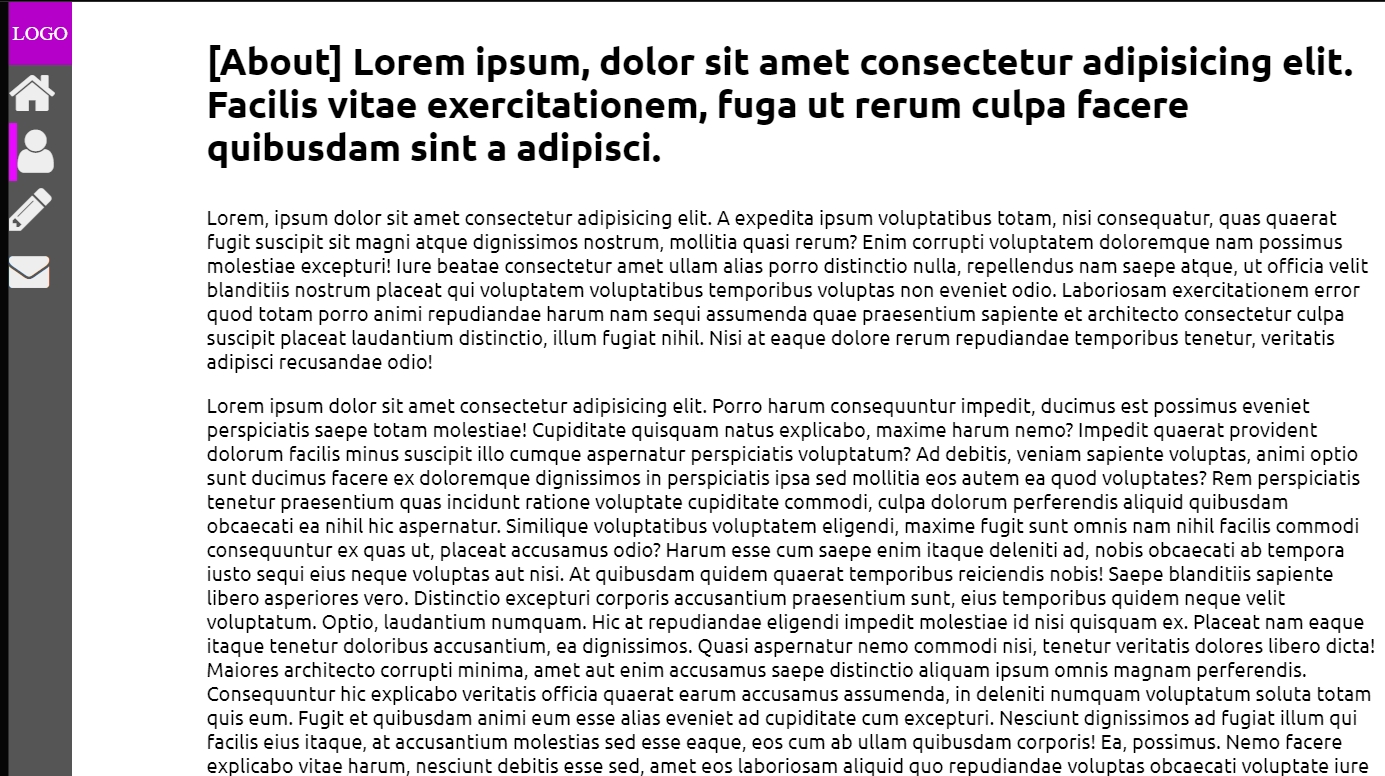 LOGO
[About] Lorem ipsum, dolor sit amet consectetur adipisicing elit.
Facilis vitae exercitationem, fuga ut rerum culpa facere
quibusdam sint a adipisci.
Lorem, ipsum dolor sit amet consectetur adipisicing elit. A expedita ipsum voluptatibus totam, nisi consequatur, quas quaerat
fugit suscipit sit magni atque dignissimos nostrum, mollitia quasi rerum? Enim corrupti voluptatem doloremque nam possimus
molestiae excepturi! Iure beatae consectetur amet ullam alias porro distinctio nulla, repellendus nam saepe atque, ut officia velit
blanditiis nostrum placeat qui voluptatem voluptatibus temporibus voluptas non eveniet odio. Laboriosam exercitationem error
quod totam porro animi repudiandae harum nam sequi assumenda quae praesentium sapiente et architecto consectetur culpa
suscipit placeat laudantium distinctio, illum fugiat nihil. Nisi at eaque dolore rerum repudiandae temporibus tenetur, veritatis
adipisci recusandae odio!
Lorem ipsum dolor sit amet consectetur adipisicing elit. Porro harum consequuntur impedit, ducimus est possimus eveniet
perspiciatis saepe totam molestiae! Cupiditate quisquam natus explicabo, maxime harum nemo? Impedit quaerat provident
dolorum facilis minus suscipit illo cumque aspernatur perspiciatis voluptatum? Ad debitis, veniam sapiente voluptas, animi optio
sunt ducimus facere ex doloremque dignissimos in perspiciatis ipsa sed mollitia eos autem ea quod voluptates? Rem perspiciatis
tenetur praesentium quas incidunt ratione voluptate cupiditate commodi, culpa dolorum perferendis aliquid quibusdam
obcaecati ea nihil hic aspernatur. Similique voluptatibus voluptatem eligendi, maxime fugit sunt omnis nam nihil facilis commodi
consequuntur ex quas ut, placeat accusamus odio? Harum esse cum saepe enim itaque deleniti ad, nobis obcaecati ab tempora
iusto sequi eius neque voluptas aut nisi. At quibusdam quidem quaerat temporibus reiciendis nobis! Saepe blanditiis sapiente
libero asperiores vero. Distinctio excepturi corporis accusantium praesentium sunt, eius temporibus quidem neque velit
voluptatum. Optio, laudantium numquam. Hic at repudiandae eligendi impedit molestiae id nisi quisquam ex. Placeat nam eaque
itaque tenetur doloribus accusantium, ea dignissimos. Quasi aspernatur nemo commodi nisi, tenetur veritatis dolores libero dicta!
Maiores architecto corrupti minima, amet aut enim accusamus saepe distinctio aliquam ipsum omnis magnam perferendis.
Consequuntur hic explicabo veritatis officia quaerat earum accusamus assumenda, in deleniti numquam voluptatum soluta totam
quis eum. Fugit et quibusdam animi eum esse alias eveniet ad cupiditate cum excepturi. Nesciunt dignissimos ad fugiat illum qui
facilis eius itaque, at accusantium molestias sed esse eaque, eos cum ab ullam quibusdam corporis! Ea, possimus. Nemo facere
explicabo vitae harum, nesciunt debitis esse sed, amet eos laboriosam aliquid quo repudiandae voluptas obcaecati voluptate iure